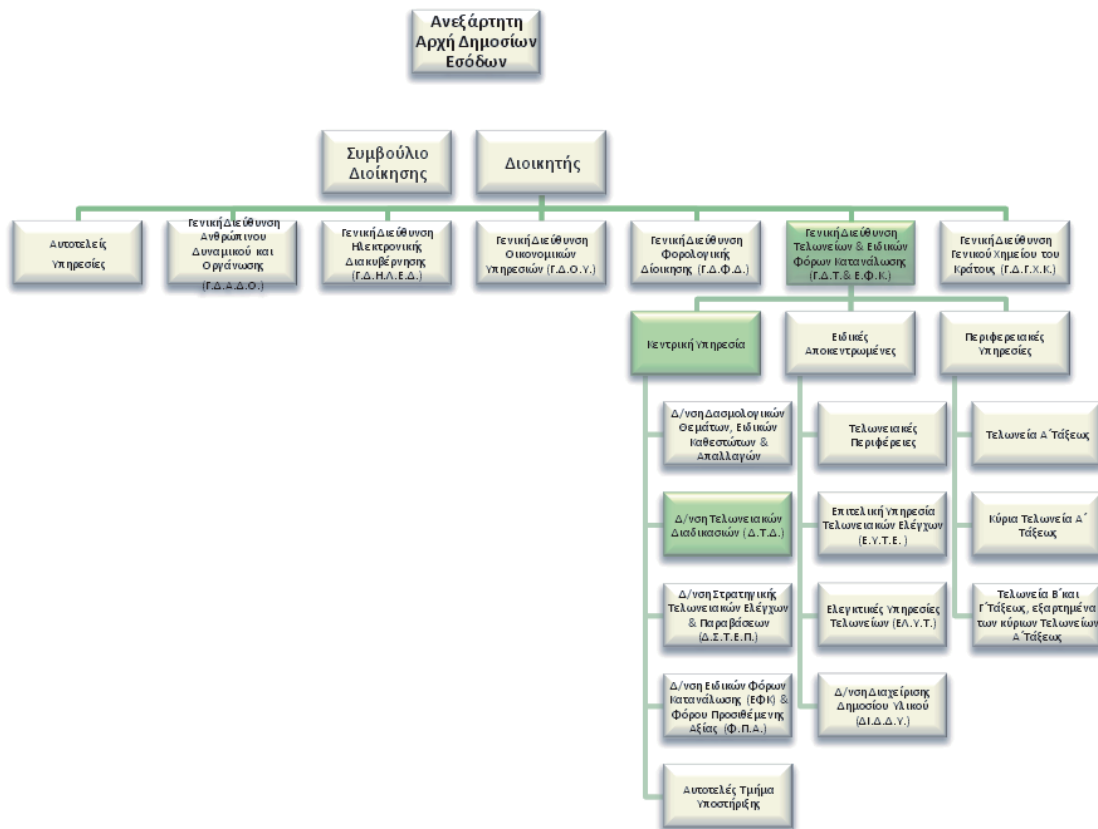 Ανεξάρτητη
Αρχή Δημοσίων
Εσόδων
Συμβούλιο
Διοίκησης
Διοικητής
Αυτοτελείς
Υπηρεσίες
Γενική Διεύθυνση
Ανθρώπινου
Δυναμικού και
Οργάνωσης
(Γ.Δ.Α.Δ.Ο.)
Γενική Διεύθυνση
Ηλεκτρονικής
Διακυβέρνησης
(Γ.Δ.Η.Λ.Ε.Δ.)
Γενική Διεύθυνση
Οικονομικών
Υπηρεσιών (Γ.Δ.Ο.Υ.)
Γενική Διεύθυνση
Φορολογικής
Δίοικησης (Γ.Δ.Φ.Δ.)
Γενική Διεύθυνση
Τελωνείων & Ειδικών
Φόρων Κατανάλωσης
(Γ.Δ.Τ.& Ε.Φ.Κ.)
Γενική Διεύθυνση
Γενικού Χημείου του
Κράτους (Γ.Δ.Γ.Χ.Κ.)
Κεντρική Υπηρεσία
Ειδικές
Αποκεντρωμένες
Περιφερειακές
Υπηρεσίες
Δ/νση Δασμολογικών
Θεμάτων, Ειδικών
Καθεστώτων &
Απαλλαγών
Τελωνειακές
Περιφέρειες
Τελωνεία Α΄Τάξεως
Δ/νση Τελωνειακών
Διαδικασιών (Δ.Τ.Δ.)
Επιτελική Υπηρεσία
Τελωνειακών Ελέγχων
(Ε.Υ.Τ.Ε.)
Κύρια Τελωνεία Α΄
Τάξεως
Δ/νση Στρατηγικής
Τελωνειακών Ελέγχων
& Παραβάσεων
(Δ.Σ.Τ.Ε.Π.)
Ελεγκτικές Υπηρεσίες
Τελωνείων (ΕΛ.Υ.Τ.)
Τελωνεία Β΄και
Γ΄Τάξεως, εξαρτημένα
των κύριων Τελωνείων
Α΄Τάξεως
Δ/νση Ειδικών Φόρων
Κατανάλωσης (ΕΦΚ) &
Φόρου Προσιθέμενης
Αξίας (Φ.Π.Α.)
Δ/νση Διαχείρισης
Δημοσίου Υλικού
(ΔΙ.Δ.Δ.Υ.)
Αυτοτελές Τμήμα
Υποστήριξης